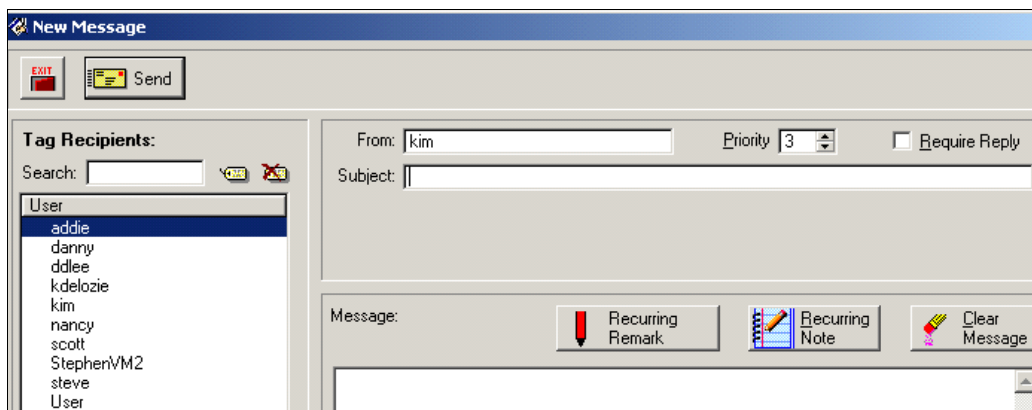 New Message
EXIT
Send
Tag Recipients:
Search:
User
addie
danny
ddlee
kdelozie
kim
nancy
scott
StephenVM2
steve
User
From: kim
Priority 3
Require Reply
Subject:
Message:
Recurring
Remark
Recurring
Note
Clear
Message